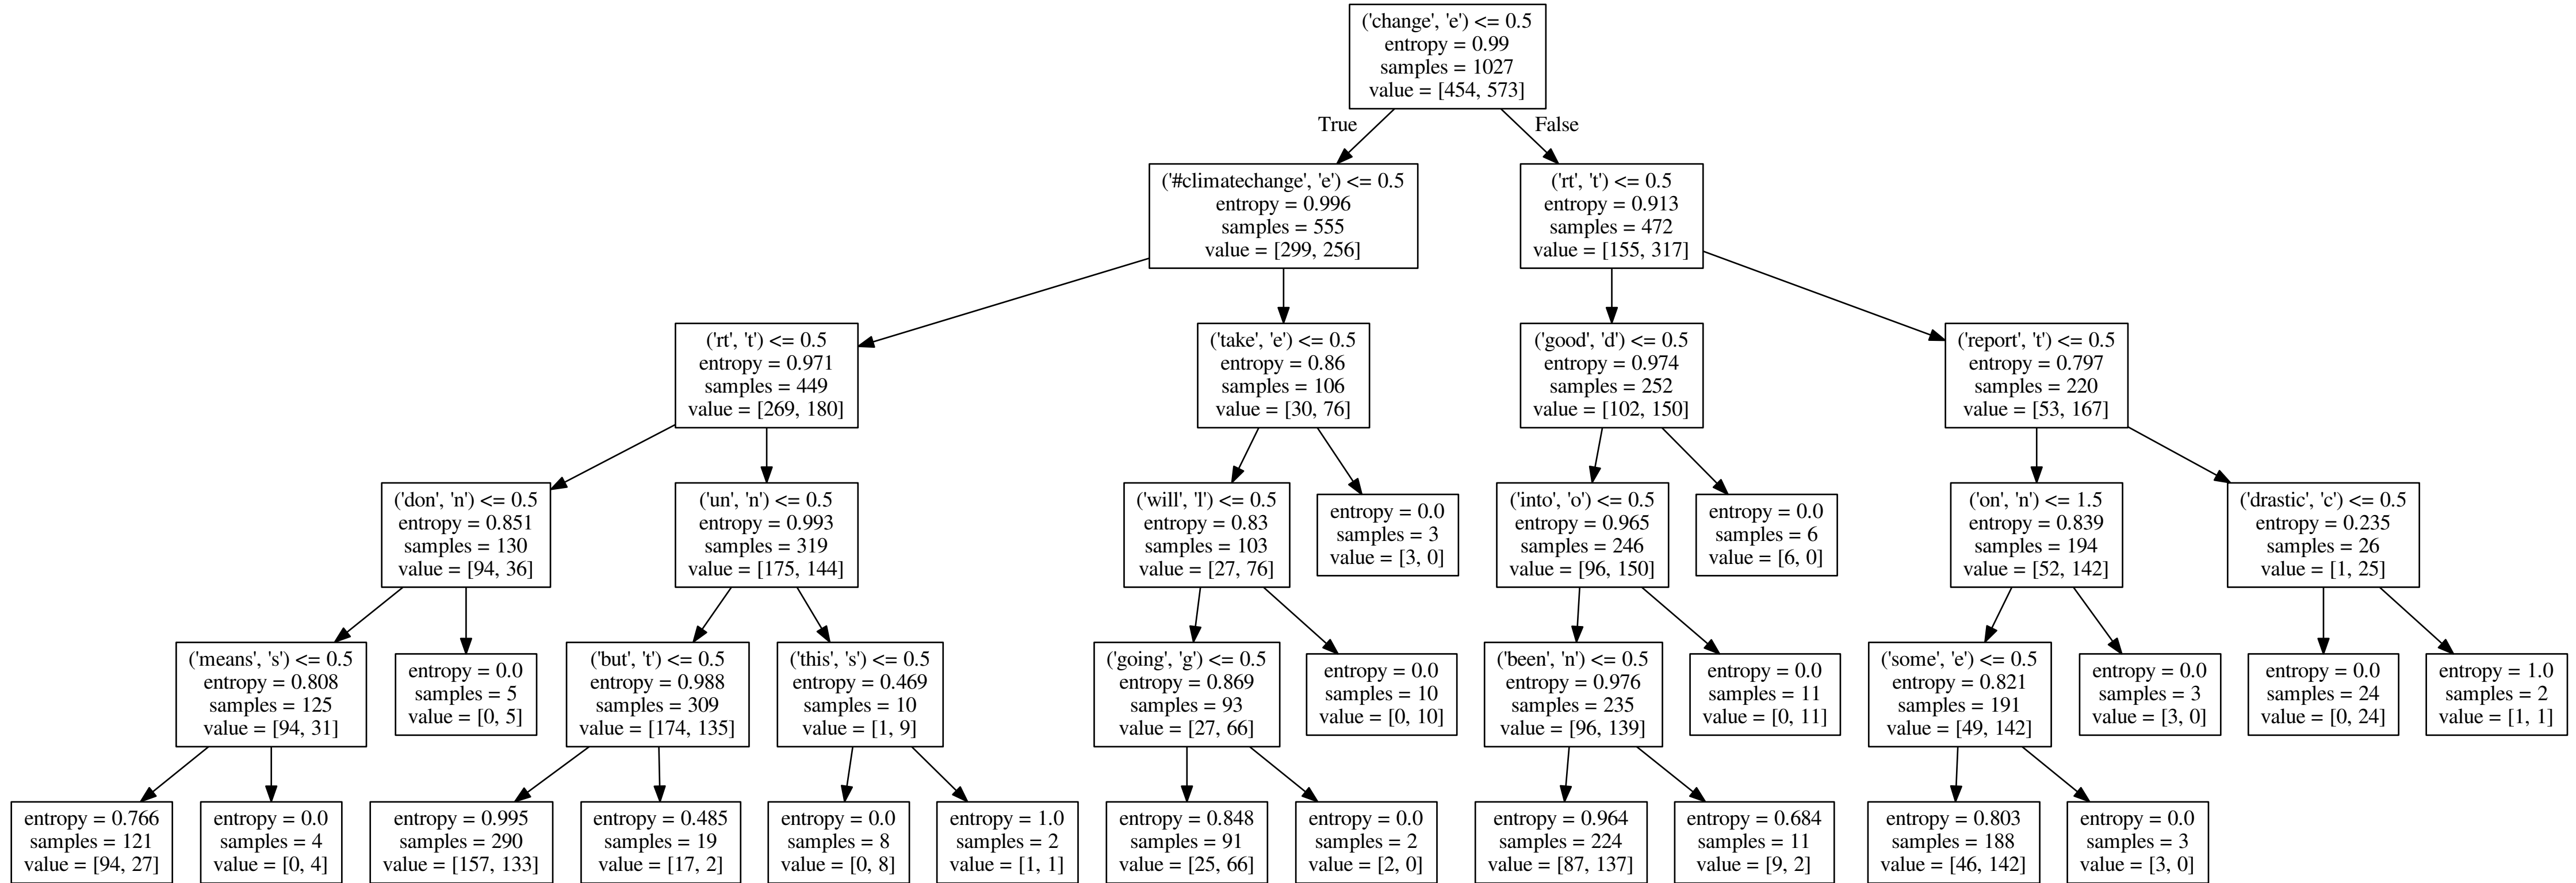 ('change', 'e') <= 0.5
entropy = 0.99
samples = 1027
value = [454, 573]
True
False
('#climatechange', 'e') <= 0.5
entropy = 0.996
samples = 555
value = [299, 256]
('rt', 't') <= 0.5
entropy = 0.913
samples = 472
value = [155, 317]
('rt', 't') <= 0.5
entropy = 0.971
samples = 449
value = [269, 180]
('take', 'e') <= 0.5
entropy = 0.86
samples = 106
value = [30, 76]
('good', 'd') <= 0.5
entropy = 0.974
samples = 252
value = [102, 150]
('report', 't') <= 0.5
entropy = 0.797
samples = 220
value = [53, 167]
('don', 'n') <= 0.5
entropy = 0.851
samples = 130
value = [94, 36]
('un', 'n') <= 0.5
entropy = 0.993
samples = 319
value = [175, 144]
('will', 'l') <= 0.5
entropy = 0.83
samples = 103
value = [27, 76]
entropy = 0.0
samples = 3
value = [3, 0]
('into', 'o') <= 0.5
entropy = 0.965
samples = 246
value = [96, 150]
entropy = 0.0
samples = 6
value = [6, 0]
('on', 'n') <= 1.5
entropy = 0.839
samples = 194
value = [52, 142]
('drastic', 'c') <= 0.5
entropy = 0.235
samples = 26
value = [1, 25]
('means', 's') <= 0.5
entropy = 0.808
samples = 125
value = [94, 31]
entropy = 0.0
samples = 5
value = [0, 5]
('but', 't') <= 0.5
entropy = 0.988
samples = 309
value = [174, 135]
('this', 's') <= 0.5
entropy = 0.469
samples = 10
value = [1, 9]
('going', 'g') <= 0.5
entropy = 0.869
samples = 93
value = [27, 66]
entropy = 0.0
samples = 10
value = [0, 10]
('been', 'n') <= 0.5
entropy = 0.976
samples = 235
value = [96, 139]
entropy = 0.0
samples = 11
value = [0, 11]
('some', 'e') <= 0.5
entropy = 0.821
samples = 191
value = [49, 142]
entropy = 0.0
samples = 3
value = [3, 0]
entropy = 0.0
samples = 24
value = [0, 24]
entropy = 1.0
samples = 2
value = [1, 1]
entropy = 0.766
samples = 121
value = [94, 27]
entropy = 0.0
samples = 4
value = [0, 4]
entropy = 0.995
samples = 290
value = [157, 133]
entropy = 0.485
samples = 19
value = [17, 2]
entropy = 0.0
samples = 8
value = [0, 8]
entropy = 1.0
samples = 2
value = [1, 1]
entropy = 0.848
samples = 91
value = [25, 66]
entropy = 0.0
samples = 2
value = [2, 0]
entropy = 0.964
samples = 224
value = [87, 137]
entropy = 0.684
samples = 11
value = [9, 2]
entropy = 0.803
samples = 188
value = [46, 142]
entropy = 0.0
samples = 3
value = [3, 0]